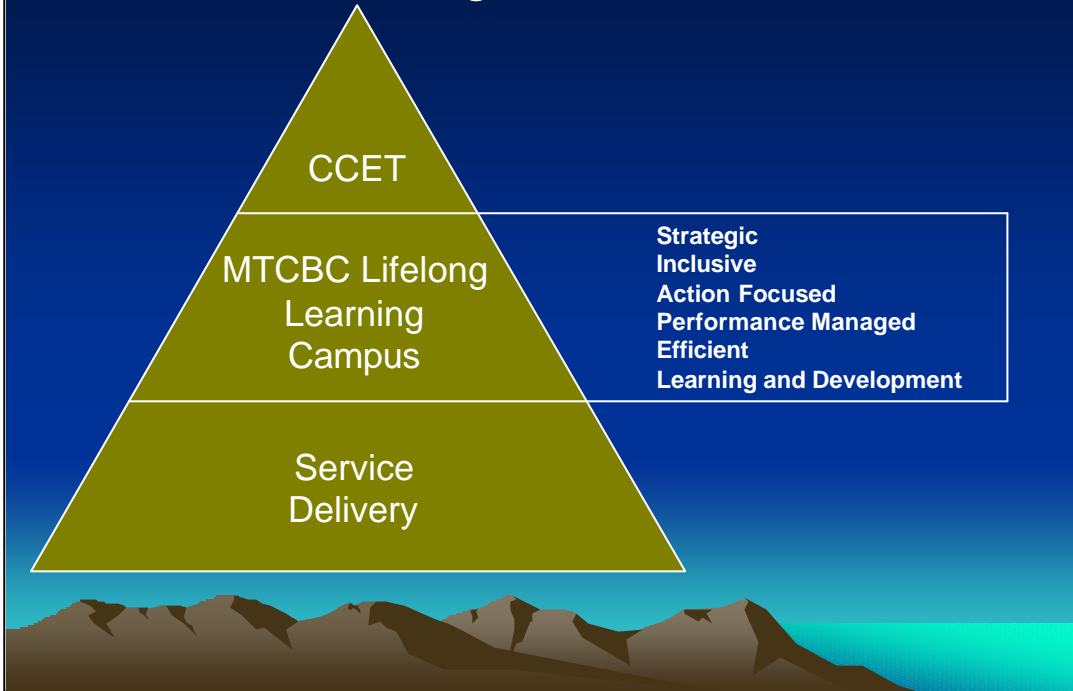 CCET
MTCBC Lifelong
Learning
Campus
Strategic
Inclusive
Action Focused
Performance Managed
Efficient
Learning and Development
Service
Delivery